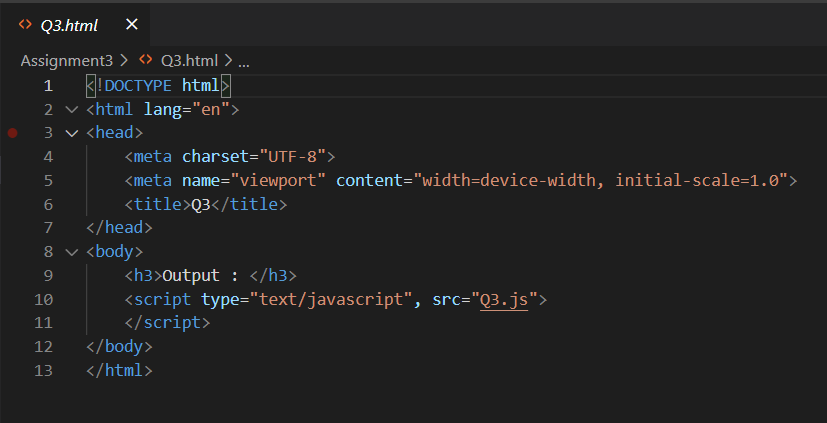 Q3.html
Assignment3 > Q3.html > ...
1 <!DOCTYPE html>
2 <html lang="en">
3 <head>
4     <meta charset="UTF-8">
5     <meta name="viewport" content="width=device-width, initial-scale=1.0">
6     <title>Q3</title>
7 </head>
8 <body>
9     <h3>Output : </h3>
10     <script type="text/javascript", src="Q3.js">
11     </script>
12 </body>
13 </html>